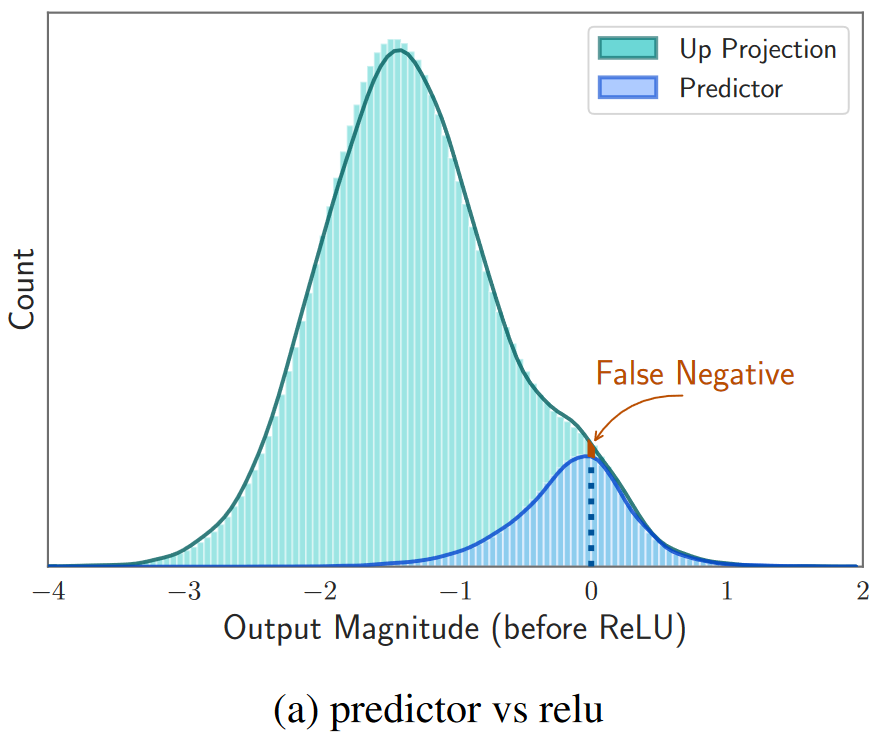 Up Projection
Predictor
False Negative
Count
−4 −3 −2 −1 0 1 2
Output Magnitude (before ReLU)
(a) predictor vs relu